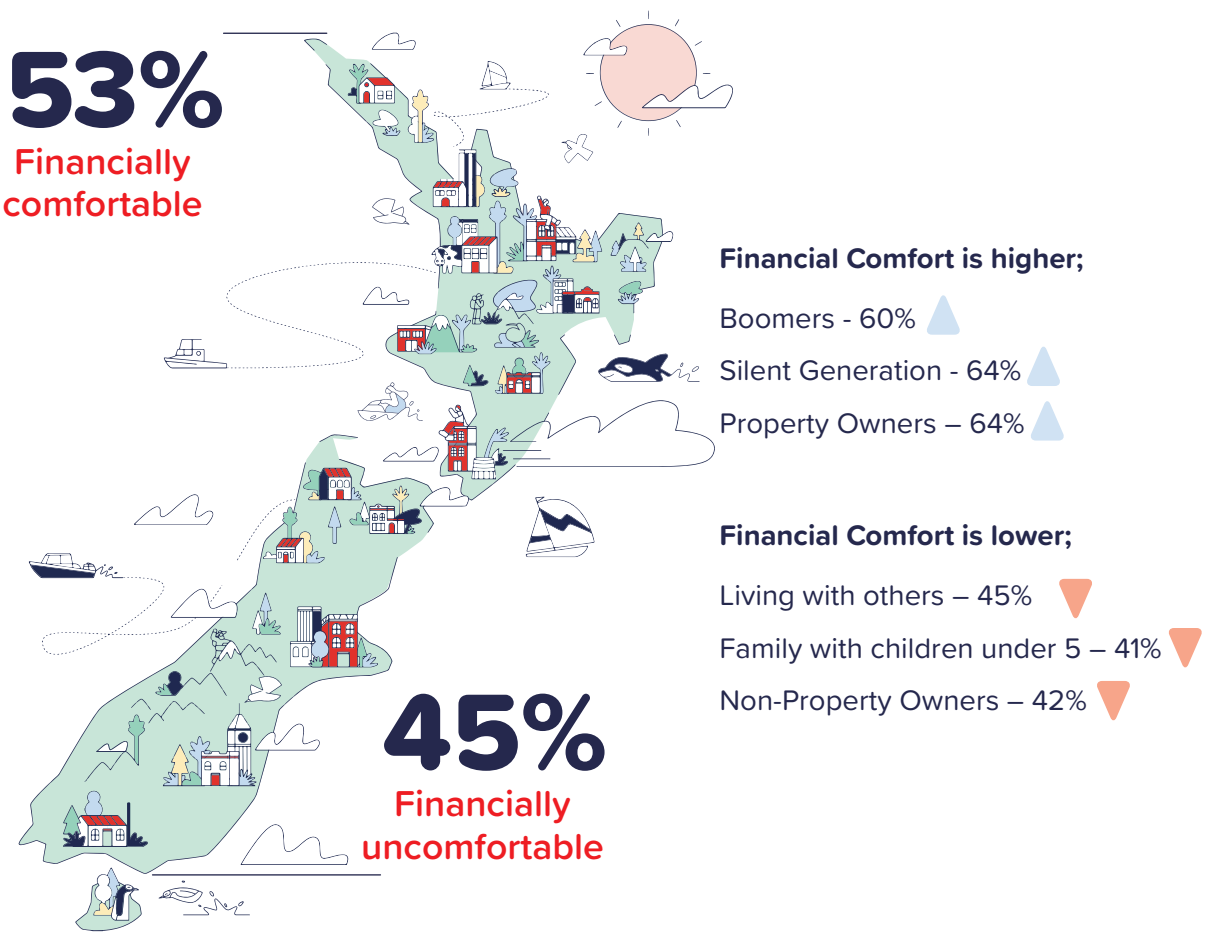 53%
Financially
comfortable
Financial Comfort is higher;
Boomers - 60%
Silent Generation - 64%
Property Owners – 64%
Financial Comfort is lower;
Living with others – 45%
Family with children under 5 – 41%
Non-Property Owners – 42%
45%
Financially
uncomfortable